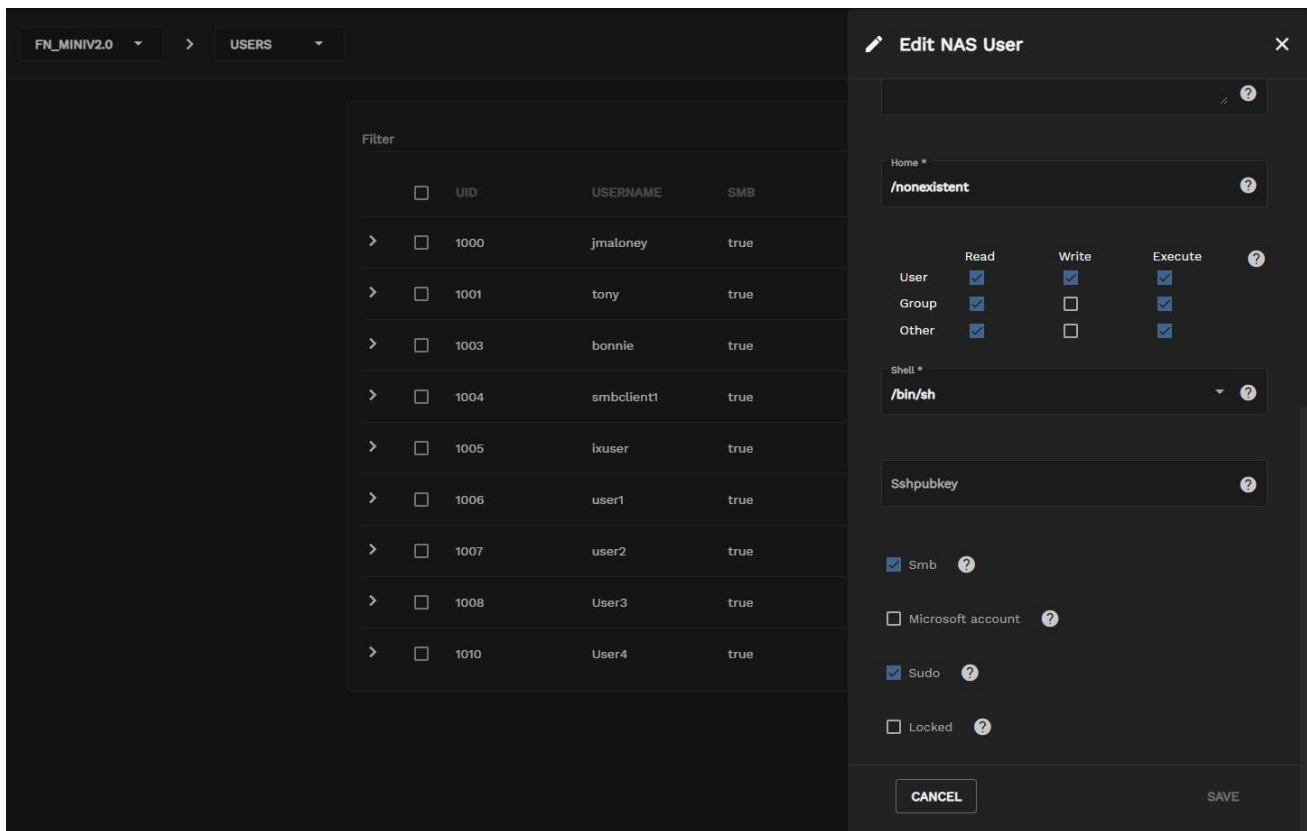 FN_MINIV2.0 > USERS
Edit NAS User
Filter
UID USERNAME SMB
1000 jmaloney true
1001 tony true
1003 bonnie true
1004 smbclient1 true
1005 ixuser true
1006 user1 true
1007 user2 true
1008 User3 true
1010 User4 true
Home *
/nonexistent
Read Write Execute
User
Group
Other
Shell *
/bin/sh
Sshpubkey
Smb
Microsoft account
Sudo
Locked
CANCEL SAVE